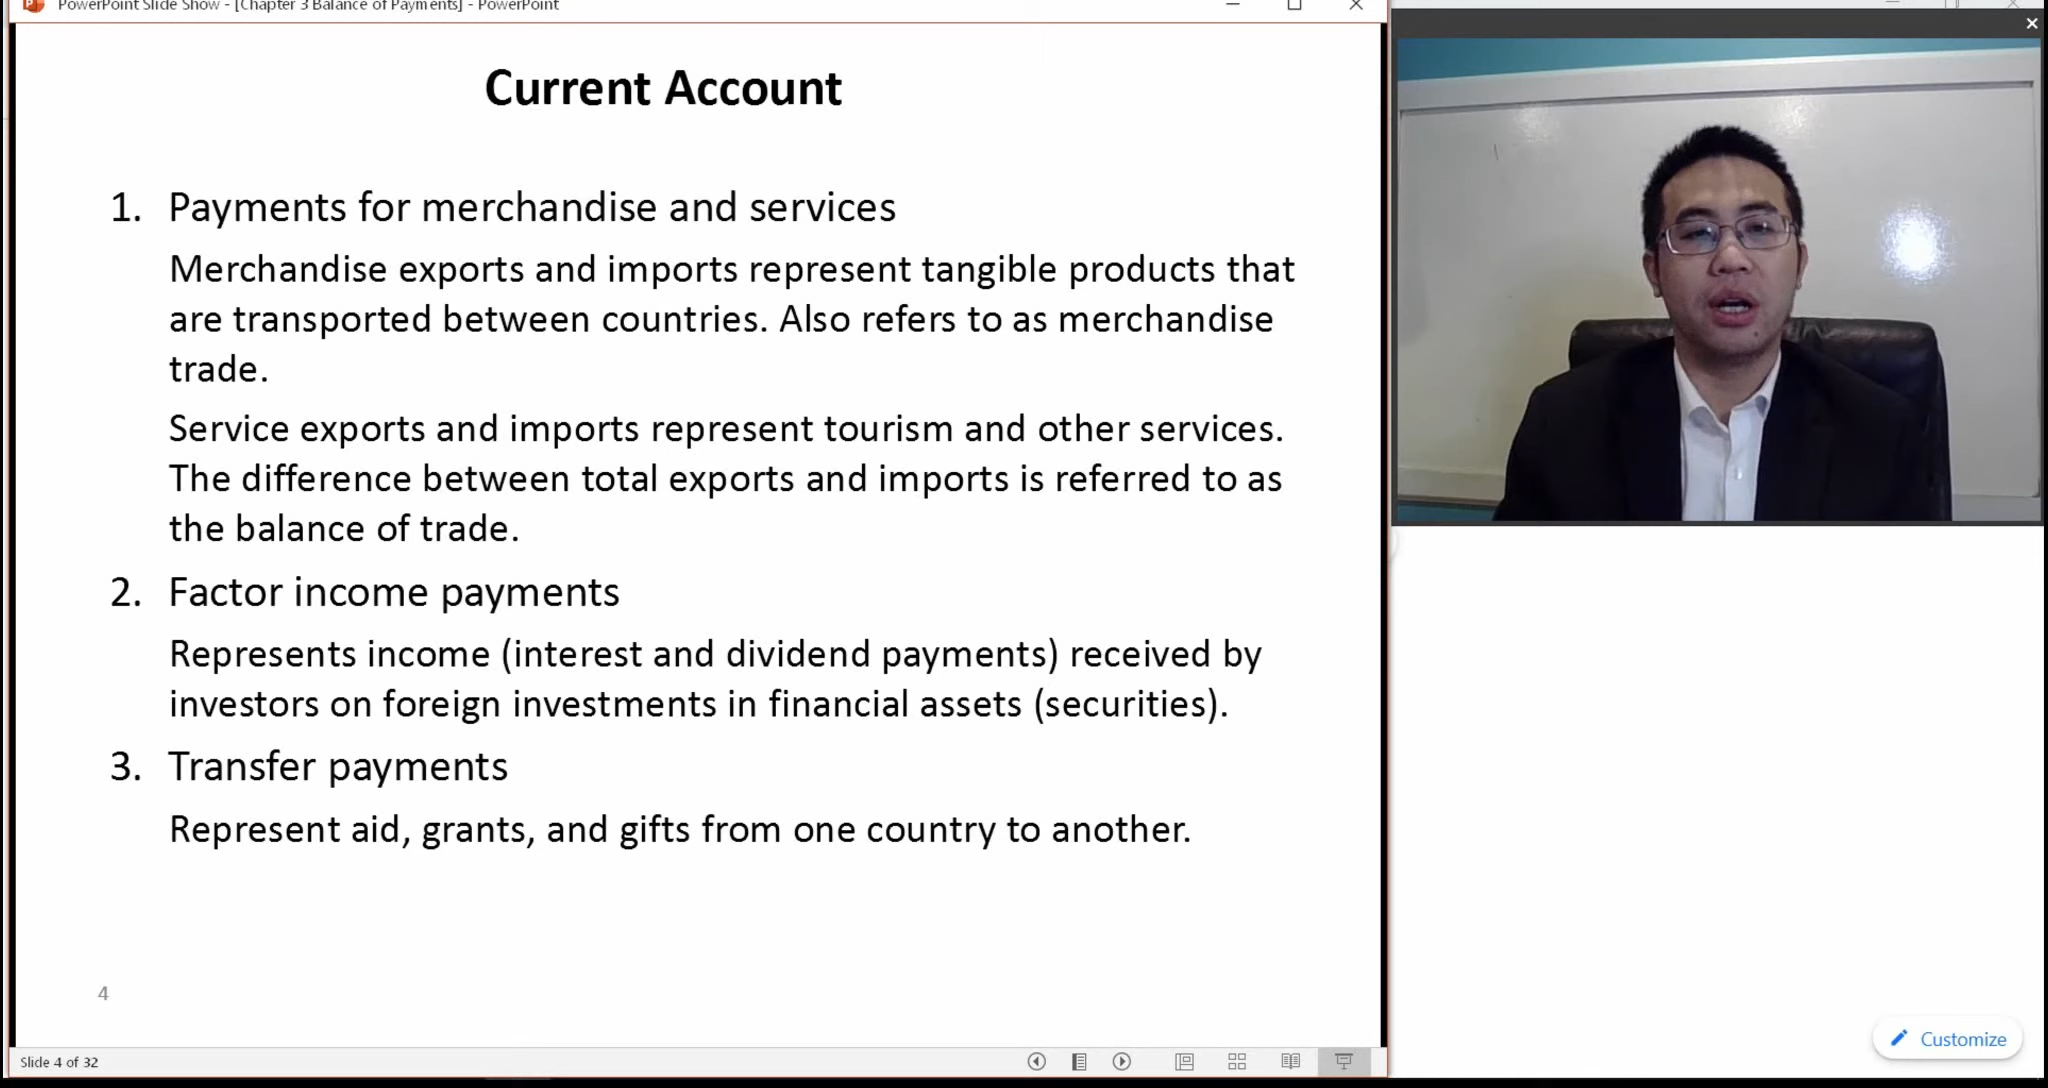 PowerPoint Slide Show - [Chapter 3 Balance of Payments] - PowerPoint
Current Account
1. Payments for merchandise and services
Merchandise exports and imports represent tangible products that
are transported between countries. Also refers to as merchandise
trade.
Service exports and imports represent tourism and other services.
The difference between total exports and imports is referred to as
the balance of trade.
2. Factor income payments
Represents income (interest and dividend payments) received by
investors on foreign investments in financial assets (securities).
3. Transfer payments
Represent aid, grants, and gifts from one country to another.
4
Slide 4 of 32
Customize